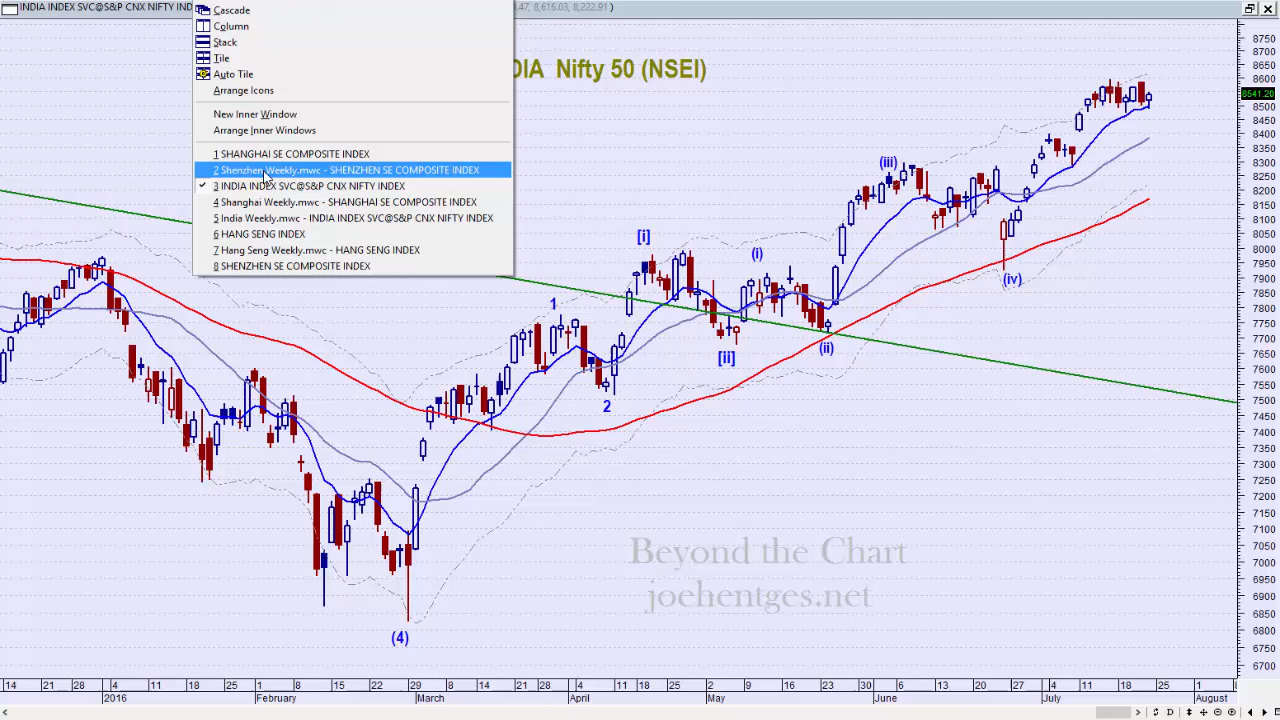 INDIA INDEX SVC@S&P CNX NIFTY IND
47, 8,616.03, 8,222.91 )
Cascade
Column
Stack
Tile
Auto Tile
Arrange Icons
New Inner Window
Arrange Inner Windows
1 SHANGHAI SE COMPOSITE INDEX
2 Shenzhen Weekly.mwc - SHENZHEN SE COMPOSITE INDEX
3 INDIA INDEX SVC@S&P CNX NIFTY INDEX
4 Shanghai Weekly.mwc - SHANGHAI SE COMPOSITE INDEX
5 India Weekly.mwc - INDIA INDEX SVC@S&P CNX NIFTY INDEX
6 HANG SENG INDEX
7 Hang Seng Weekly.mwc - HANG SENG INDEX
8 SHENZHEN SE COMPOSITE INDEX
DIA Nifty 50 (NSEI)
8750
8700
8650
8600
8541.20
8500
8450
8400
8350
8300
8250
8200
8150
8100
8050
8000
7950
7900
7850
7800
7750
7700
7650
7600
7550
7500
7450
7400
7350
7300
7250
7200
7150
7100
7050
7000
6950
6900
6850
6800
6750
6700
(iii)
[i]
(i)
(iv)
1
(ii)
[ii]
2
(4)
Beyond the Chart
joehentges.net
14 21 28 4 11 18 25 1 8 15 22 29 8 14 21 28 4 11 18 25 2 9 16 23 30 6 13 20 27 4 11 18 25 1 8
2016 February March April May June July August
D